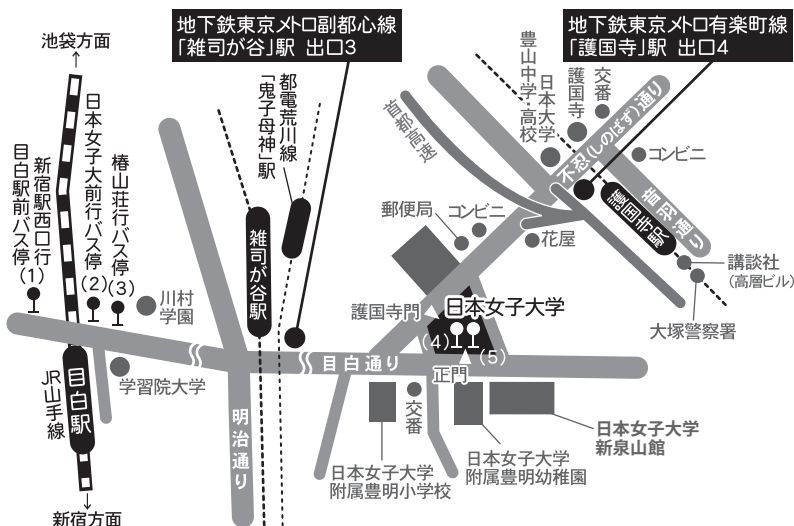 地下鉄東京メトロ副都心線
「雑司が谷」駅 出口3
地下鉄東京メトロ有楽町線
「護国寺」駅 出口4
池袋方面
↑
目白駅前バス停
新宿駅西口行
(1)
日本女子大前行バス停
(2)
椿山荘行バス停
(3)
都電荒川線
「鬼子母神」駅
首都高速
豊山中学・高校
日本大学
護国寺
交番
不忍(しのばず)通り
コンビニ
音羽通り
護国寺駅
講談社
(高層ビル)
大塚警察署
郵便局
コンビニ
花屋
雑司が谷駅
川村
学園
護国寺門
日本女子大学
(4)
(5)
正門
目白通り
学習院大学
JR山手線
目白駅
明治通り
交番
日本女子大学
新泉山館
日本女子大学
附属豊明小学校
日本女子大学
附属豊明幼稚園
↓
新宿方面